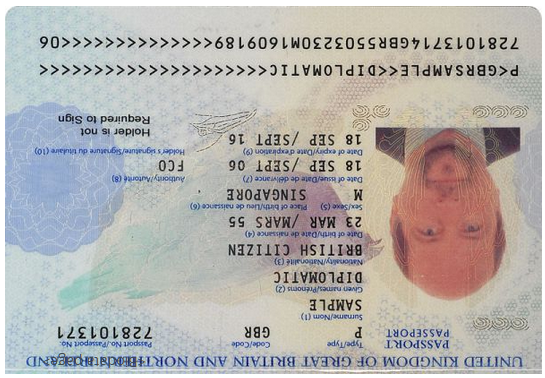 UNITED KINGDOM OF GREAT BRITAIN AND NORTHERN IRELAND
PASSPORT
PASSEPORT
Type/Type
P
Code/Code
GBR
Passport No./Passeport No.
728101371
Surname/Nom (1)
SAMPLE
Given names/Prénoms (2)
DIPLOMATIC
Nationality/Nationalité (3)
BRITISH CITIZEN
Date of birth/Date de naissance (4)
23 MAR /MARS 55
Sex/Sexe (5) Place of birth/Lieu de naissance (6)
M SINGAPORE
Date of issue/Date de délivrance (7)
18 SEP /SEPT 06
Authority/Autorité (8)
FCO
Date of expiry/Date d'expiration (9)
18 SEP /SEPT 16
Holder's signature/Signature du titulaire (10)
Holder is not
Required to Sign
P<GBRSAMPLE<<DIPLOMATIC<<<<<<<<<<<<<<<<<<<<<
7281013714GBR5503230M1609189<<<<<<<<<<<<<<06